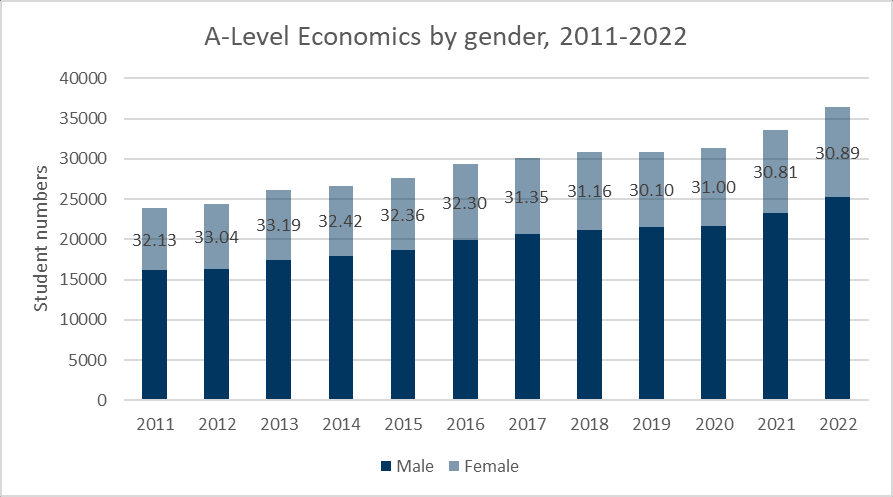 A-Level Economics by gender, 2011-2022
40000
35000
30000
25000
20000
15000
10000
5000
0
Student numbers
32.13 33.04 33.19 32.42 32.36 32.30 31.35 31.16 30.10 31.00 30.81 30.89
2011 2012 2013 2014 2015 2016 2017 2018 2019 2020 2021 2022
Male Female